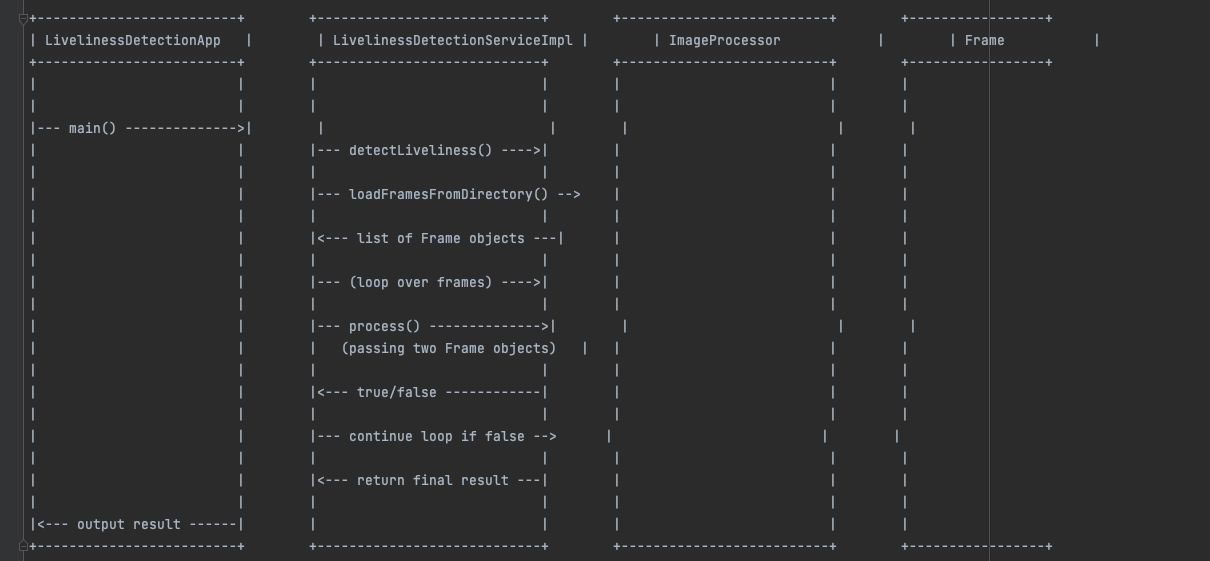 +-------------------------+ +----------------------------+ +--------------------------+ +-----------------+
| LivelinessDetectionApp | | LivelinessDetectionServiceImpl | | ImageProcessor | | Frame |
+-------------------------+ +----------------------------+ +--------------------------+ +-----------------+
| | | | | | |
| | | | | | |
|--- main() -------------->| | | | | |
| | |--- detectLiveliness() ---->| | | |
| | | | | | |
| | |--- loadFramesFromDirectory() --> | | |
| | | | | | |
| | |<--- list of Frame objects ---| | | |
| | | | | | |
| | |--- (loop over frames) ---->| | | |
| | | | | | |
| | |--- process() -------------->| | | |
| | | (passing two Frame objects) | | | |
| | | | | | |
| | |<--- true/false ------------| | | |
| | | | | | |
| | |--- continue loop if false --> | | |
| | | | | | |
| | |<--- return final result ---| | | |
| | | | | | |
|<--- output result ------| | | | | |
+-------------------------+ +----------------------------+ +--------------------------+ +-----------------+